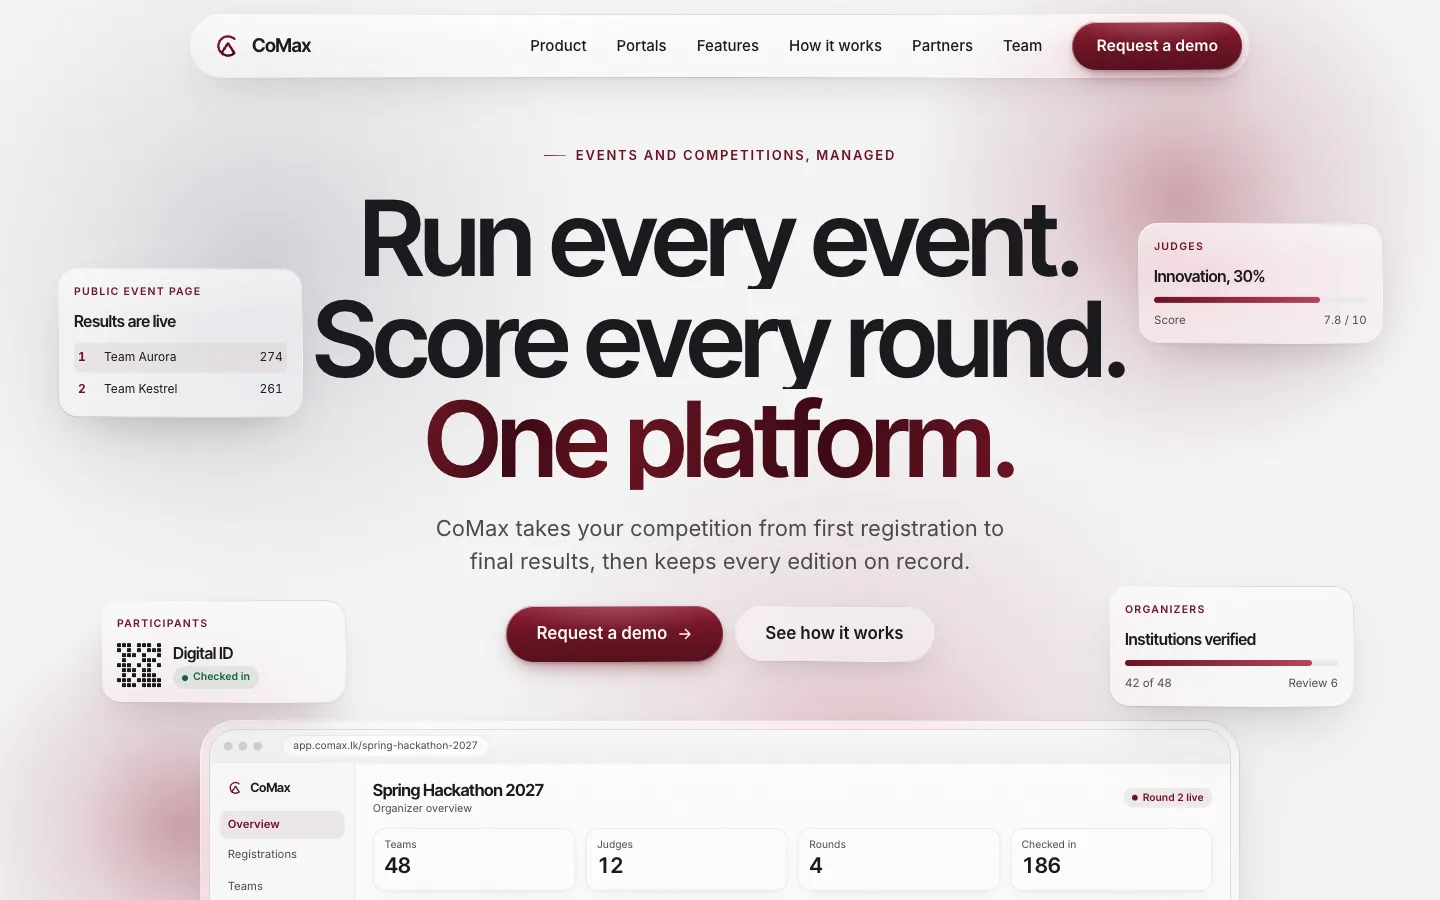 CoMax
Product Portals Features How it works Partners Team Request a demo
EVENTS AND COMPETITIONS, MANAGED
Run every event.
Score every round.
One platform.
CoMax takes your competition from first registration to
final results, then keeps every edition on record.
Request a demo →
See how it works
PUBLIC EVENT PAGE
Results are live
1 Team Aurora 274
2 Team Kestrel 261
JUDGES
Innovation, 30%
Score 7.8 / 10
PARTICIPANTS
Digital ID
Checked in
ORGANIZERS
Institutions verified
42 of 48 Review 6
app.comax.lk/spring-hackathon-2027
CoMax
Overview
Registrations
Teams
Spring Hackathon 2027
Organizer overview
Round 2 live
Teams
48
Judges
12
Rounds
4
Checked in
186